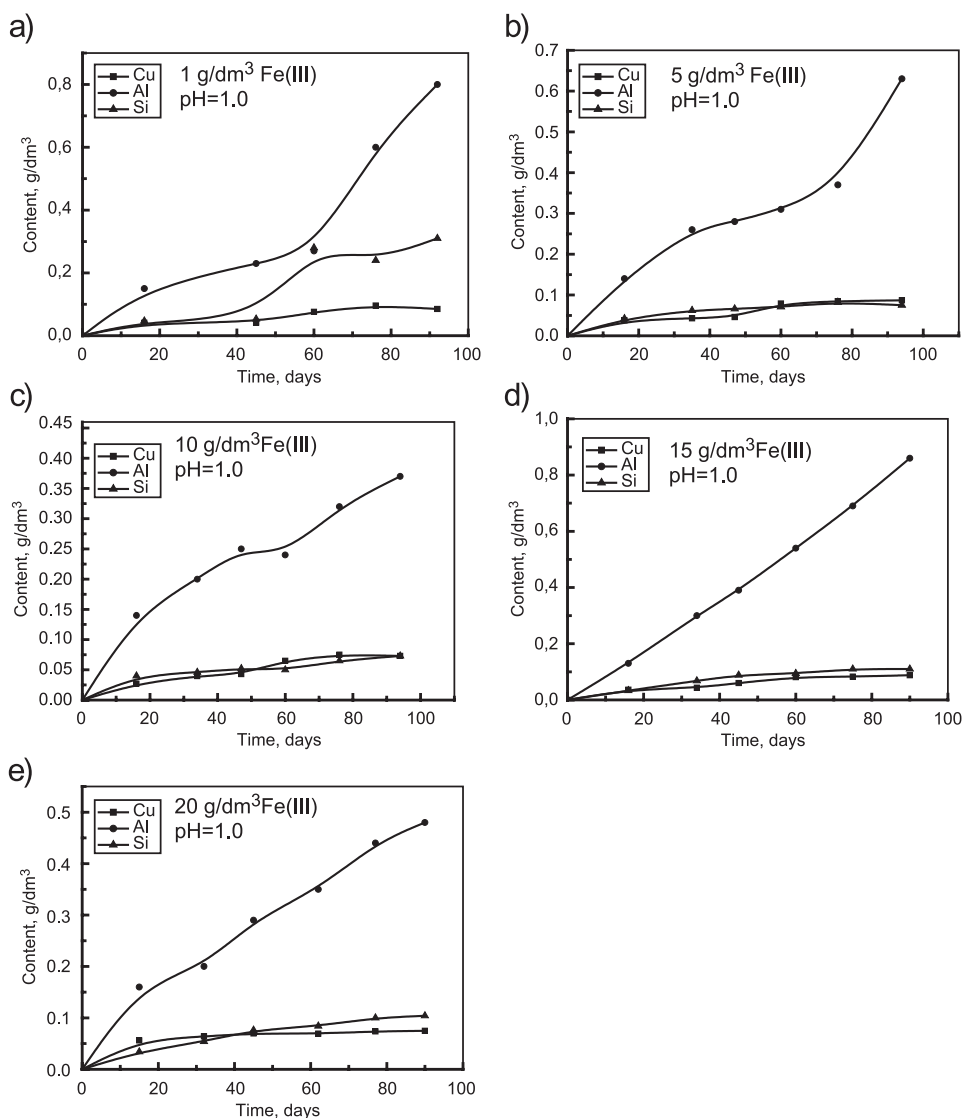 a)
1 g/dm³ Fe(III)
pH=1.0
Cu
Al
Si
Content, g/dm³
0,8
0,6
0,4
0,2
0,0
0 20 40 60 80 100
Time, days
b)
5 g/dm³ Fe(III)
pH=1.0
Cu
Al
Si
Content, g/dm³
0.7
0.6
0.5
0.4
0.3
0.2
0.1
0.0
0 20 40 60 80 100
Time, days
c)
10 g/dm³Fe(III)
pH=1.0
Cu
Al
Si
Content, g/dm³
0.45
0.40
0.35
0.30
0.25
0.20
0.15
0.10
0.05
0.00
0 20 40 60 80 100
Time, days
d)
15 g/dm³Fe(III)
pH=1.0
Cu
Al
Si
Content, g/dm³
1,0
0,8
0,6
0,4
0,2
0,0
0 20 40 60 80 100
Time, days
e)
20 g/dm³Fe(III)
pH=1.0
Cu
Al
Si
Content, g/dm³
0.5
0.4
0.3
0.2
0.1
0.0
0 20 40 60 80 100
Time, days